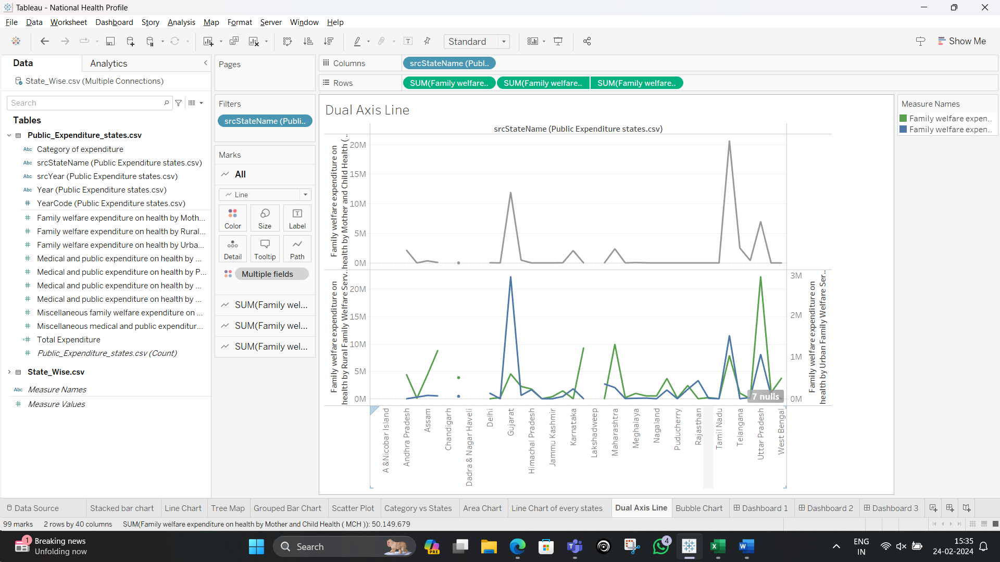 Tableau - National Health Profile
File Data Worksheet Dashboard Story Analysis Map Format Server Window Help
Standard
Show Me
Data
Analytics
State_Wise.csv (Multiple Connections)
Search
Tables
Public_Expenditure_states.csv
Abc Category of expenditure
Abc srcStateName (Public Expenditure states.csv)
Abc srcYear (Public Expenditure states.csv)
Abc Year (Public Expenditure states.csv)
# YearCode (Public Expenditure states.csv)
# Family welfare expenditure on health by Moth...
# Family welfare expenditure on health by Rural...
# Family welfare expenditure on health by Urba...
# Medical and public expenditure on health by ...
# Medical and public expenditure on health by P...
# Medical and public expenditure on health by ...
# Medical and public expenditure on health by ...
# Miscellaneous family welfare expenditure on ...
# Miscellaneous medical and public expenditur...
=# Total Expenditure
# Public_Expenditure_states.csv (Count)
State_Wise.csv
Abc Measure Names
# Measure Values
Pages
Filters
srcStateName (Publi..
Marks
All
Line
Color Size Label
Detail Tooltip Path
Multiple fields
SUM(Family wel...
SUM(Family wel...
SUM(Family wel...
Columns
srcStateName (Publ..
Rows
SUM(Family welfare.. SUM(Family welfare.. SUM(Family welfare..
Dual Axis Line
srcStateName (Public Expenditure states.csv)
Family welfare expenditure on
health by Mother and Child Health (..
20M
15M
10M
5M
0M
Family welfare expenditure on
health by Rural Family Welfare Serv..
20M
15M
10M
5M
0M
3M
2M
1M
0M
Family welfare expenditure on
health by Urban Family Welfare Ser..
7 nulls
A &Nicobar Island
Andhra Pradesh
Assam
Chandigarh
Dadra & Nagar Haveli
Delhi
Gujarat
Himachal Pradesh
Jammu Kashmir
Karnataka
Lakshadweep
Maharashtra
Meghalaya
Nagaland
Puducherry
Rajasthan
Tamil Nadu
Telangana
Uttar Pradesh
West Bengal
Measure Names
Family welfare expen..
Family welfare expen..
Data Source Stacked bar chart Line Chart Tree Map Grouped Bar Chart Scatter Plot Category vs States Area Chart Line Chart of every states Dual Axis Line Bubble Chart Dashboard 1 Dashboard 2 Dashboard 3
99 marks 2 rows by 40 columns SUM(Family welfare expenditure on health by Mother and Child Health ( MCH )): 50,149,679
1
Breaking news
Unfolding now
Search
PRE
4
ENG
IN
15:35
24-02-2024